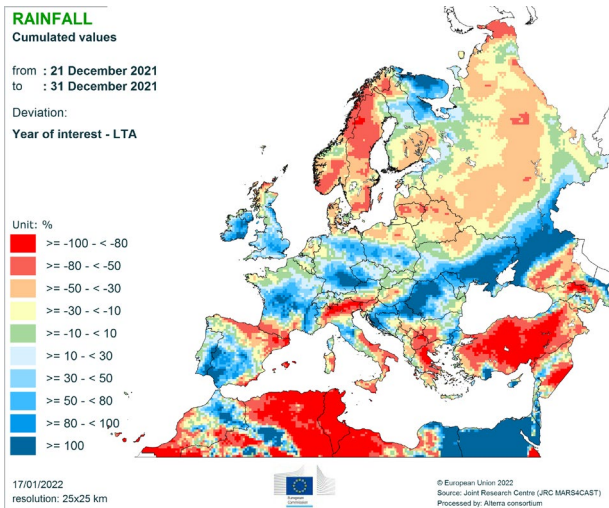 RAINFALL
Cumulated values
from : 21 December 2021
to : 31 December 2021
Deviation:
Year of interest - LTA
Unit: %
>= -100 - < -80
>= -80 - < -50
>= -50 - < -30
>= -30 - < -10
>= -10 - < 10
>= 10 - < 30
>= 30 - < 50
>= 50 - < 80
>= 80 - < 100
>= 100
17/01/2022
resolution: 25x25 km
European
Commission
© European Union 2022
Source: Joint Research Centre (JRC MARS4CAST)
Processed by: Alterra consortium